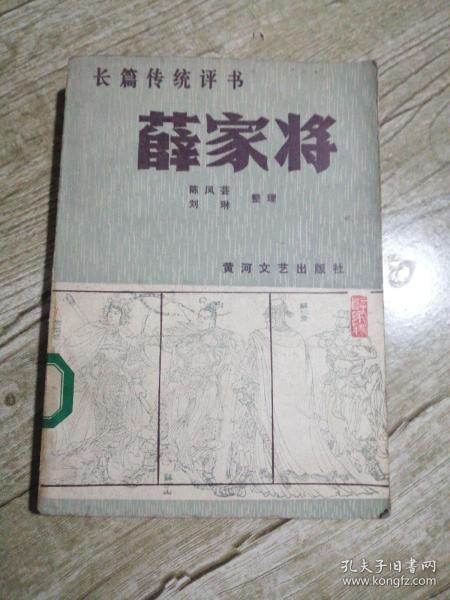 长篇传统评书
薛家将
陈凤芸
刘琳 整理
黄河文艺出版社
孔夫子旧书网
www.kongfz.com